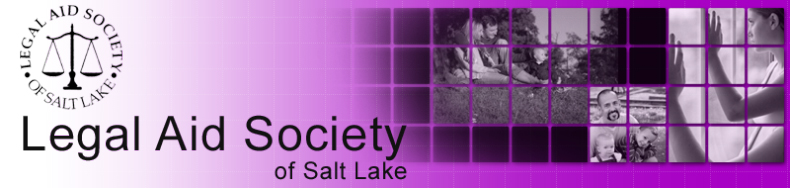 LEGAL AID SOCIETY
• OF SALT LAKE •
Legal Aid Society
of Salt Lake